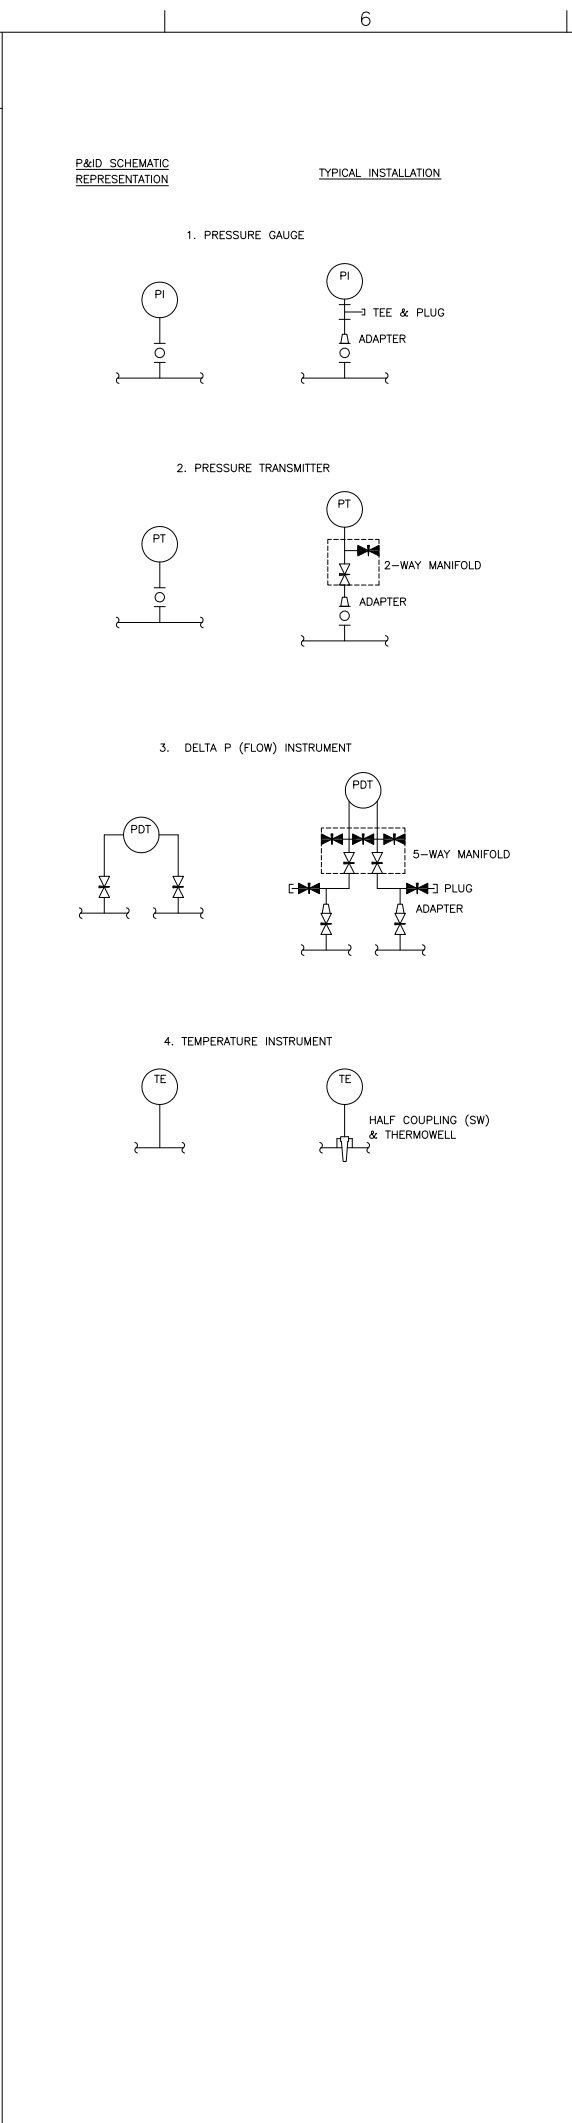 6
P&ID SCHEMATIC
REPRESENTATION
TYPICAL INSTALLATION
1. PRESSURE GAUGE
PI
PI
TEE & PLUG
ADAPTER
2. PRESSURE TRANSMITTER
PT
PT
2-WAY MANIFOLD
ADAPTER
3. DELTA P (FLOW) INSTRUMENT
PDT
PDT
5-WAY MANIFOLD
PLUG
ADAPTER
4. TEMPERATURE INSTRUMENT
TE
TE
HALF COUPLING (SW)
& THERMOWELL